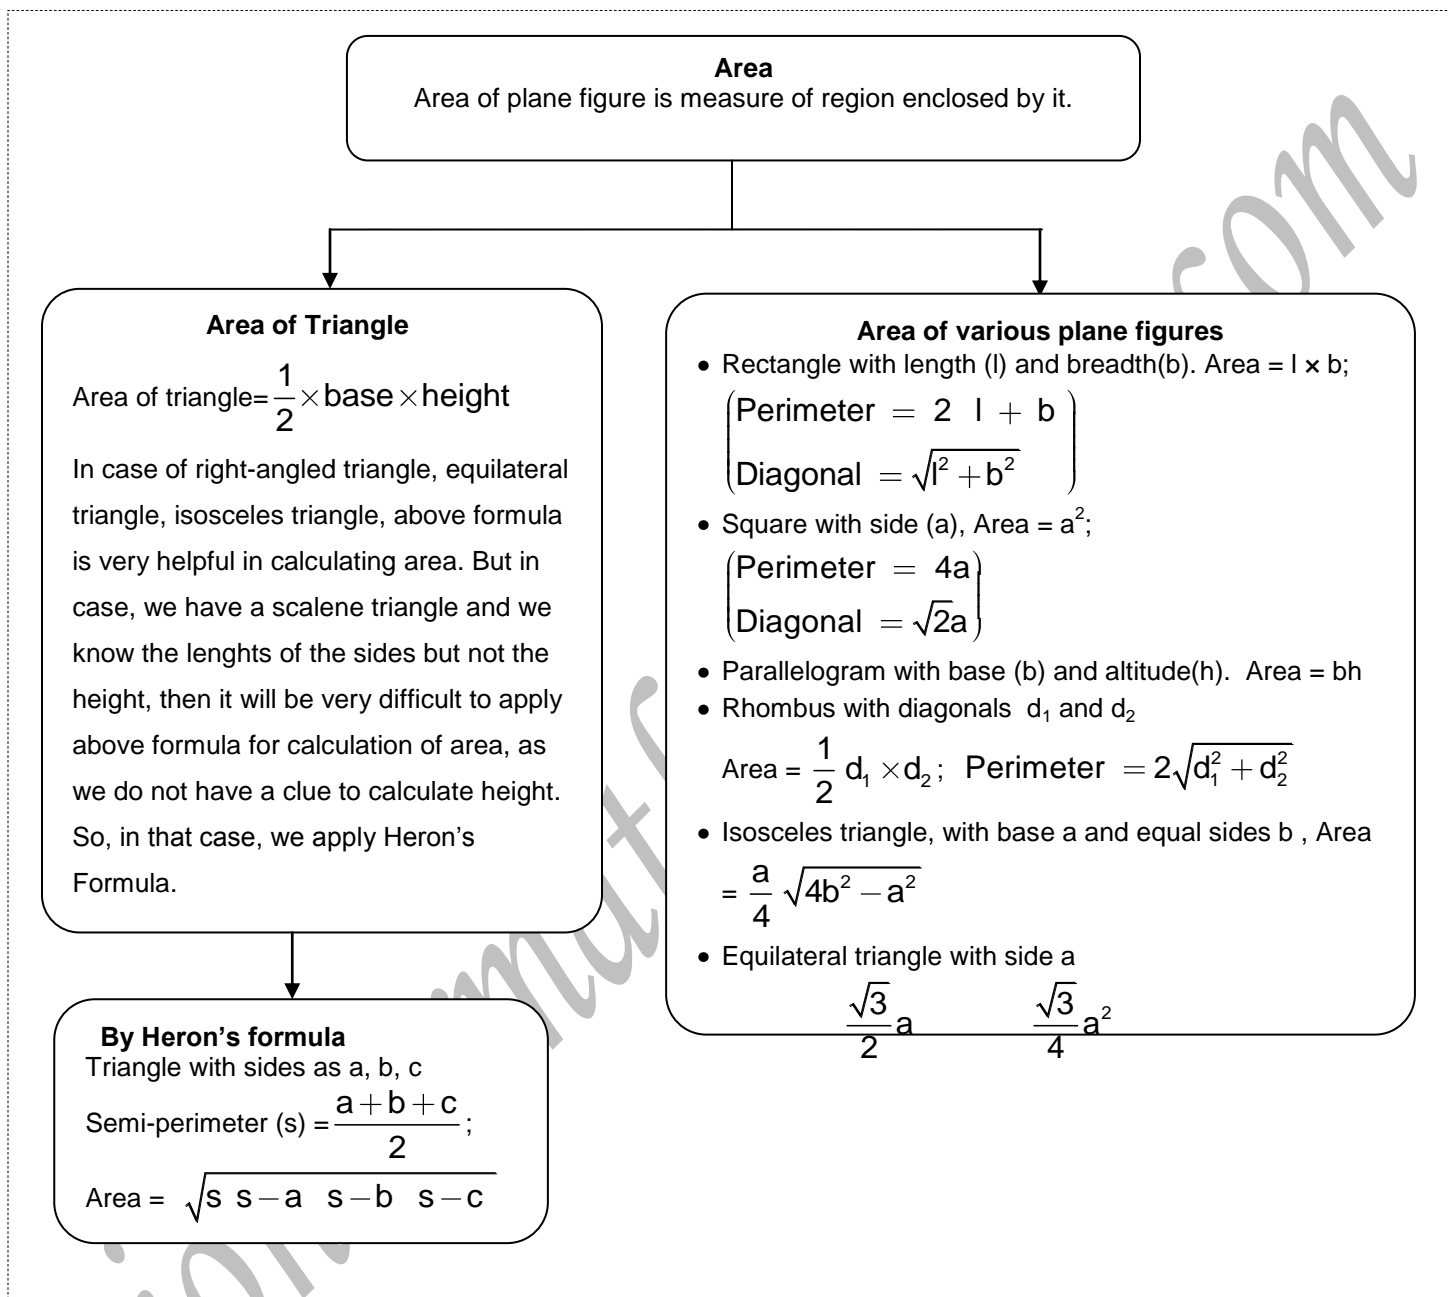 Area
Area of plane figure is measure of region enclosed by it.
Area of Triangle
Area of triangle= 1/2 × base × height
In case of right-angled triangle, equilateral
triangle, isosceles triangle, above formula
is very helpful in calculating area. But in
case, we have a scalene triangle and we
know the lenghts of the sides but not the
height, then it will be very difficult to apply
above formula for calculation of area, as
we do not have a clue to calculate height.
So, in that case, we apply Heron's
Formula.
By Heron's formula
Triangle with sides as a, b, c
Semi-perimeter (s) = a+b+c/2 ;
Area = √s s−a s−b s−c
Area of various plane figures
• Rectangle with length (l) and breadth(b). Area = l × b;
(Perimeter = 2 l + b
Diagonal = √l² + b²)
• Square with side (a), Area = a²;
(Perimeter = 4a
Diagonal = √2a)
• Parallelogram with base (b) and altitude(h). Area = bh
• Rhombus with diagonals d₁ and d₂
Area = 1/2 d₁ × d₂ ; Perimeter = 2√d₁² + d₂²
• Isosceles triangle, with base a and equal sides b , Area
= a/4 √4b² − a²
• Equilateral triangle with side a
√3/2 a √3/4 a²